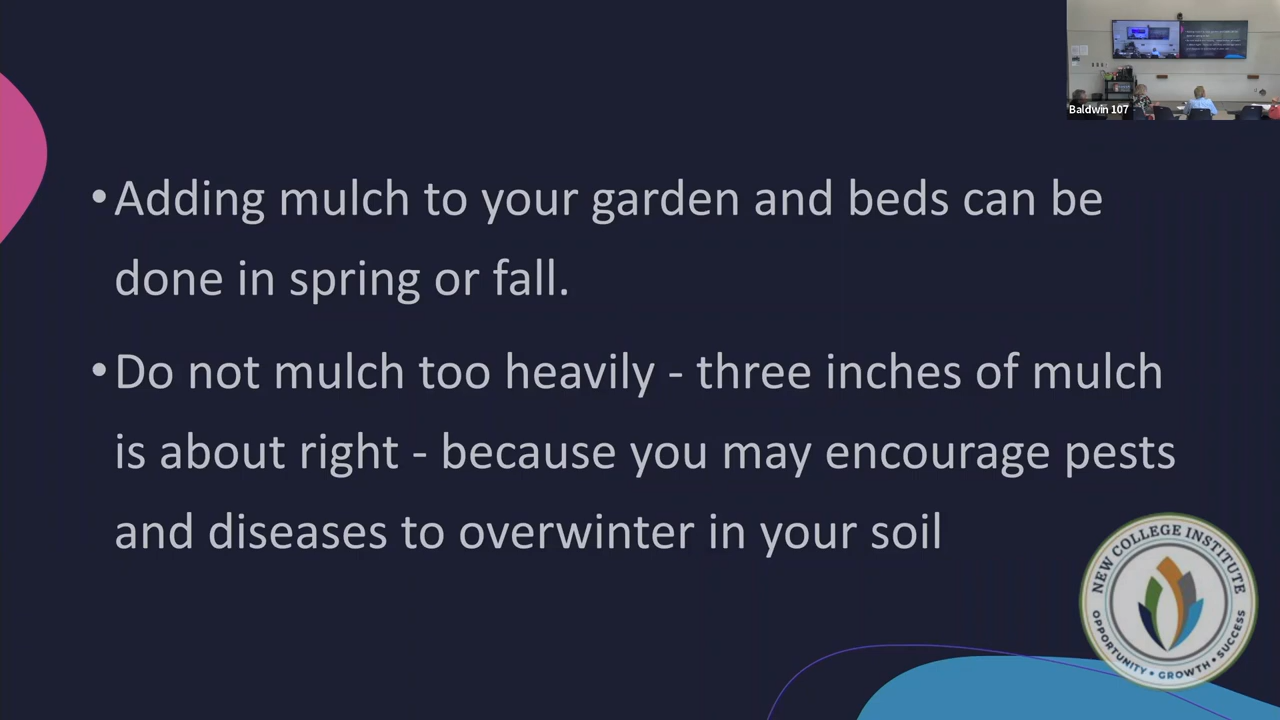 Baldwin 107
• Adding mulch to your garden and beds can be
done in spring or fall.
• Do not mulch too heavily - three inches of mulch
is about right - because you may encourage pests
and diseases to overwinter in your soil
NEW COLLEGE INSTITUTE
OPPORTUNITY • GROWTH • SUCCESS